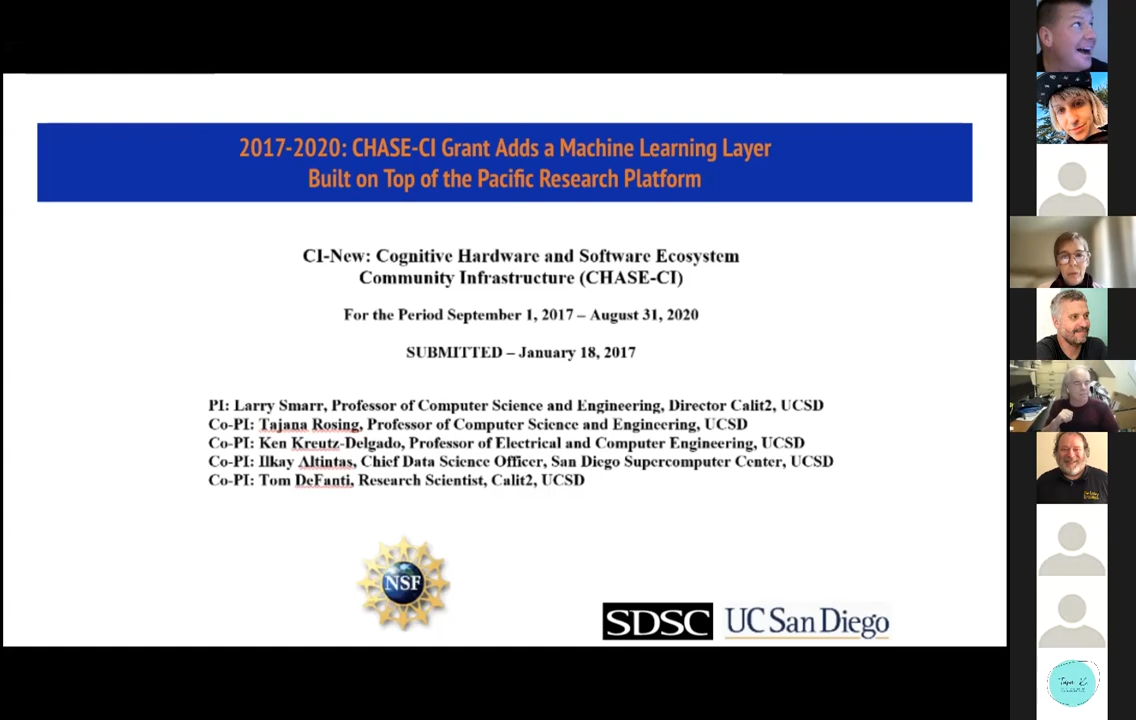 2017-2020: CHASE-CI Grant Adds a Machine Learning Layer
Built on Top of the Pacific Research Platform
CI-New: Cognitive Hardware and Software Ecosystem
Community Infrastructure (CHASE-CI)
For the Period September 1, 2017 – August 31, 2020
SUBMITTED – January 18, 2017
PI: Larry Smarr, Professor of Computer Science and Engineering, Director Calit2, UCSD
Co-PI: Tajana Rosing, Professor of Computer Science and Engineering, UCSD
Co-PI: Ken Kreutz-Delgado, Professor of Electrical and Computer Engineering, UCSD
Co-PI: Ilkay Altintas, Chief Data Science Officer, San Diego Supercomputer Center, UCSD
Co-PI: Tom DeFanti, Research Scientist, Calit2, UCSD
NSF
SDSC
UC San Diego